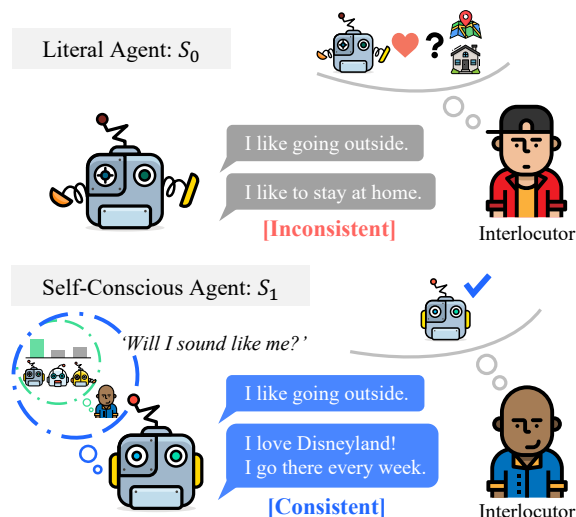 Literal Agent: S₀
?
I like going outside.
I like to stay at home.
[Inconsistent]
Interlocutor
Self-Conscious Agent: S₁
'Will I sound like me?'
I like going outside.
I love Disneyland!
I go there every week.
[Consistent]
Interlocutor